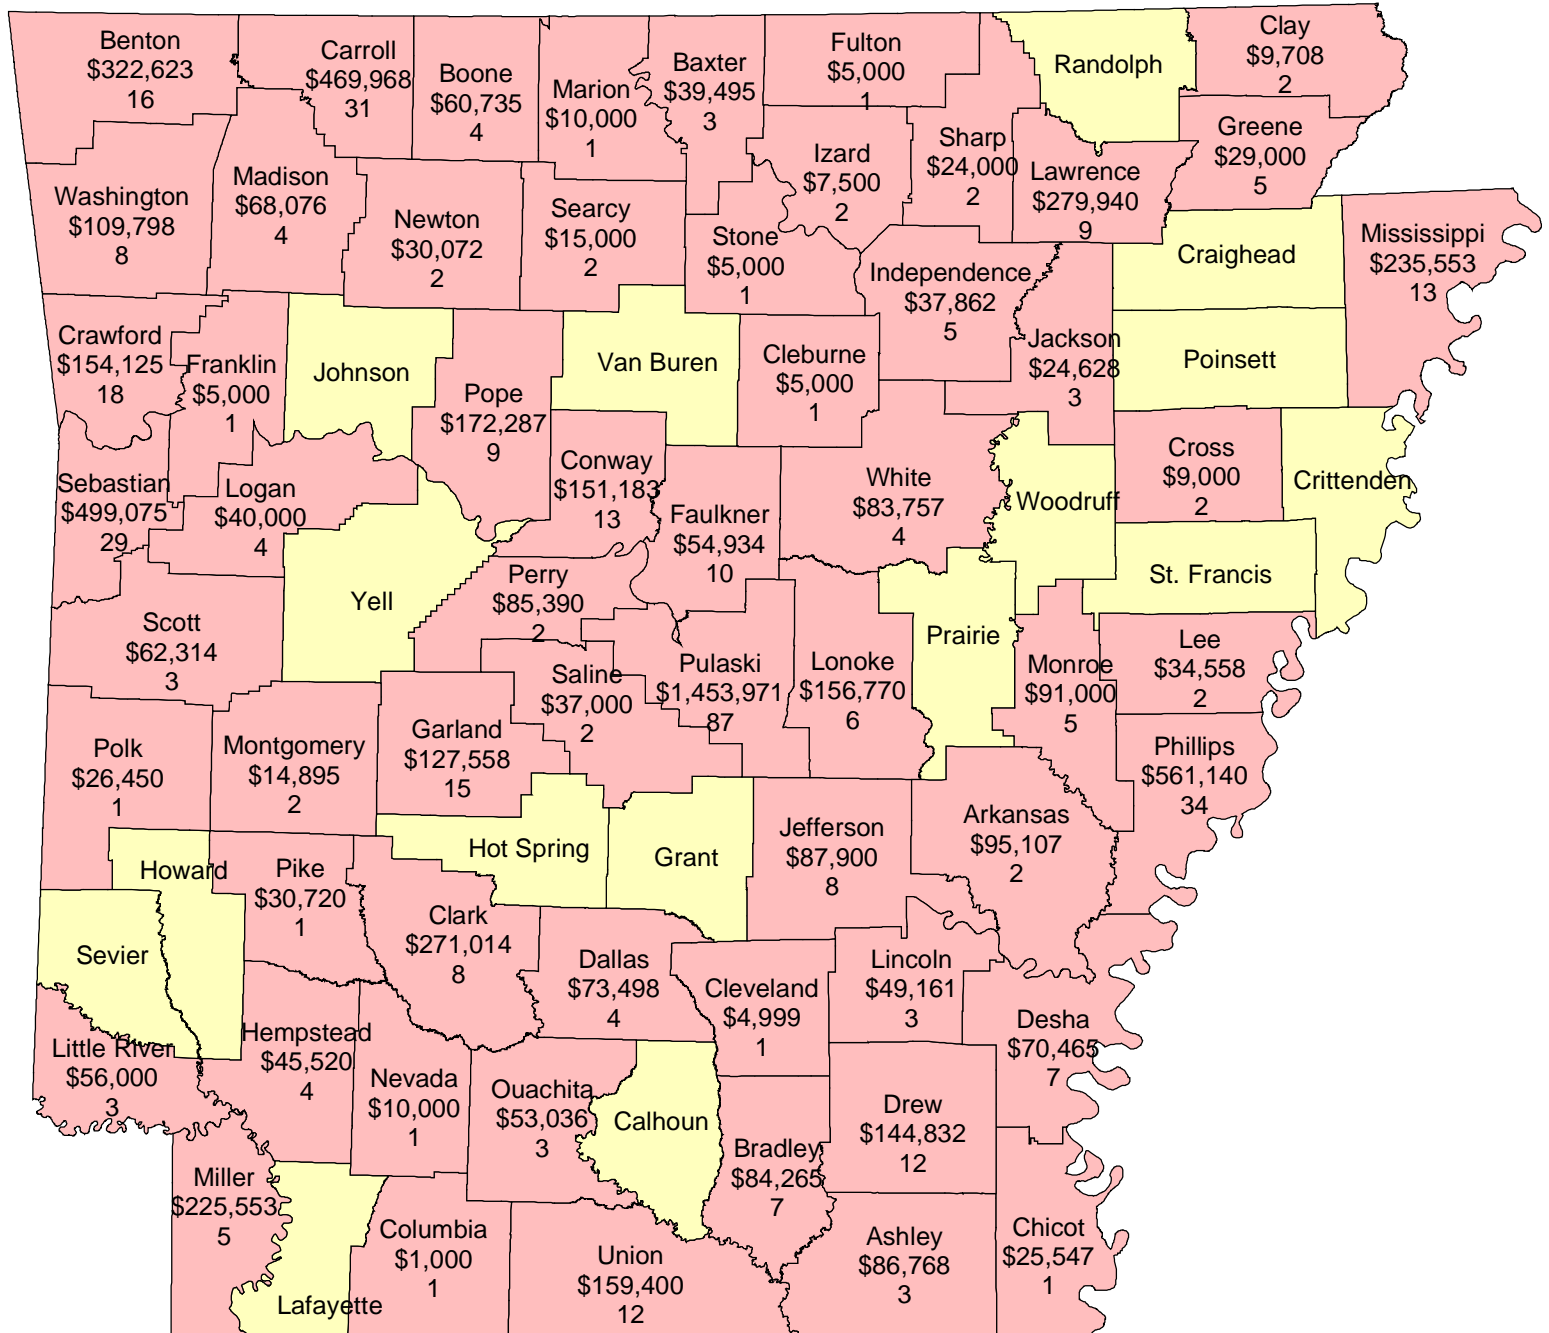 Benton
$322,623
16
Carroll
$469,968
31
Boone
$60,735
4
Marion
$10,000
1
Baxter
$39,495
3
Fulton
$5,000
1
Randolph
Clay
$9,708
2
Greene
$29,000
5
Sharp
$24,000
2
Izard
$7,500
2
Lawrence
$279,940
9
Washington
$109,798
8
Madison
$68,076
4
Newton
$30,072
2
Searcy
$15,000
2
Stone
$5,000
1
Independence
$37,862
5
Craighead
Mississippi
$235,553
13
Crawford
$154,125
18
Franklin
$5,000
1
Johnson
Pope
$172,287
9
Van Buren
Cleburne
$5,000
1
Jackson
$24,628
3
Poinsett
Sebastian
$499,075
29
Logan
$40,000
4
Conway
$151,183
13
Faulkner
$54,934
10
White
$83,757
4
Woodruff
Cross
$9,000
2
Crittenden
Scott
$62,314
3
Yell
Perry
$85,390
2
St. Francis
Saline
$37,000
2
Pulaski
$1,453,971
87
Lonoke
$156,770
6
Prairie
Monroe
$91,000
5
Lee
$34,558
2
Polk
$26,450
1
Montgomery
$14,895
2
Garland
$127,558
15
Phillips
$561,140
34
Howard
Pike
$30,720
1
Hot Spring
Grant
Jefferson
$87,900
8
Arkansas
$95,107
2
Sevier
Clark
$271,014
8
Dallas
$73,498
4
Cleveland
$4,999
1
Lincoln
$49,161
3
Desha
$70,465
7
Little River
$56,000
3
Hempstead
$45,520
4
Nevada
$10,000
1
Ouachita
$53,036
3
Calhoun
Bradley
$84,265
7
Drew
$144,832
12
Miller
$225,553
5
Lafayette
Columbia
$1,000
1
Union
$159,400
12
Ashley
$86,768
3
Chicot
$25,547
1